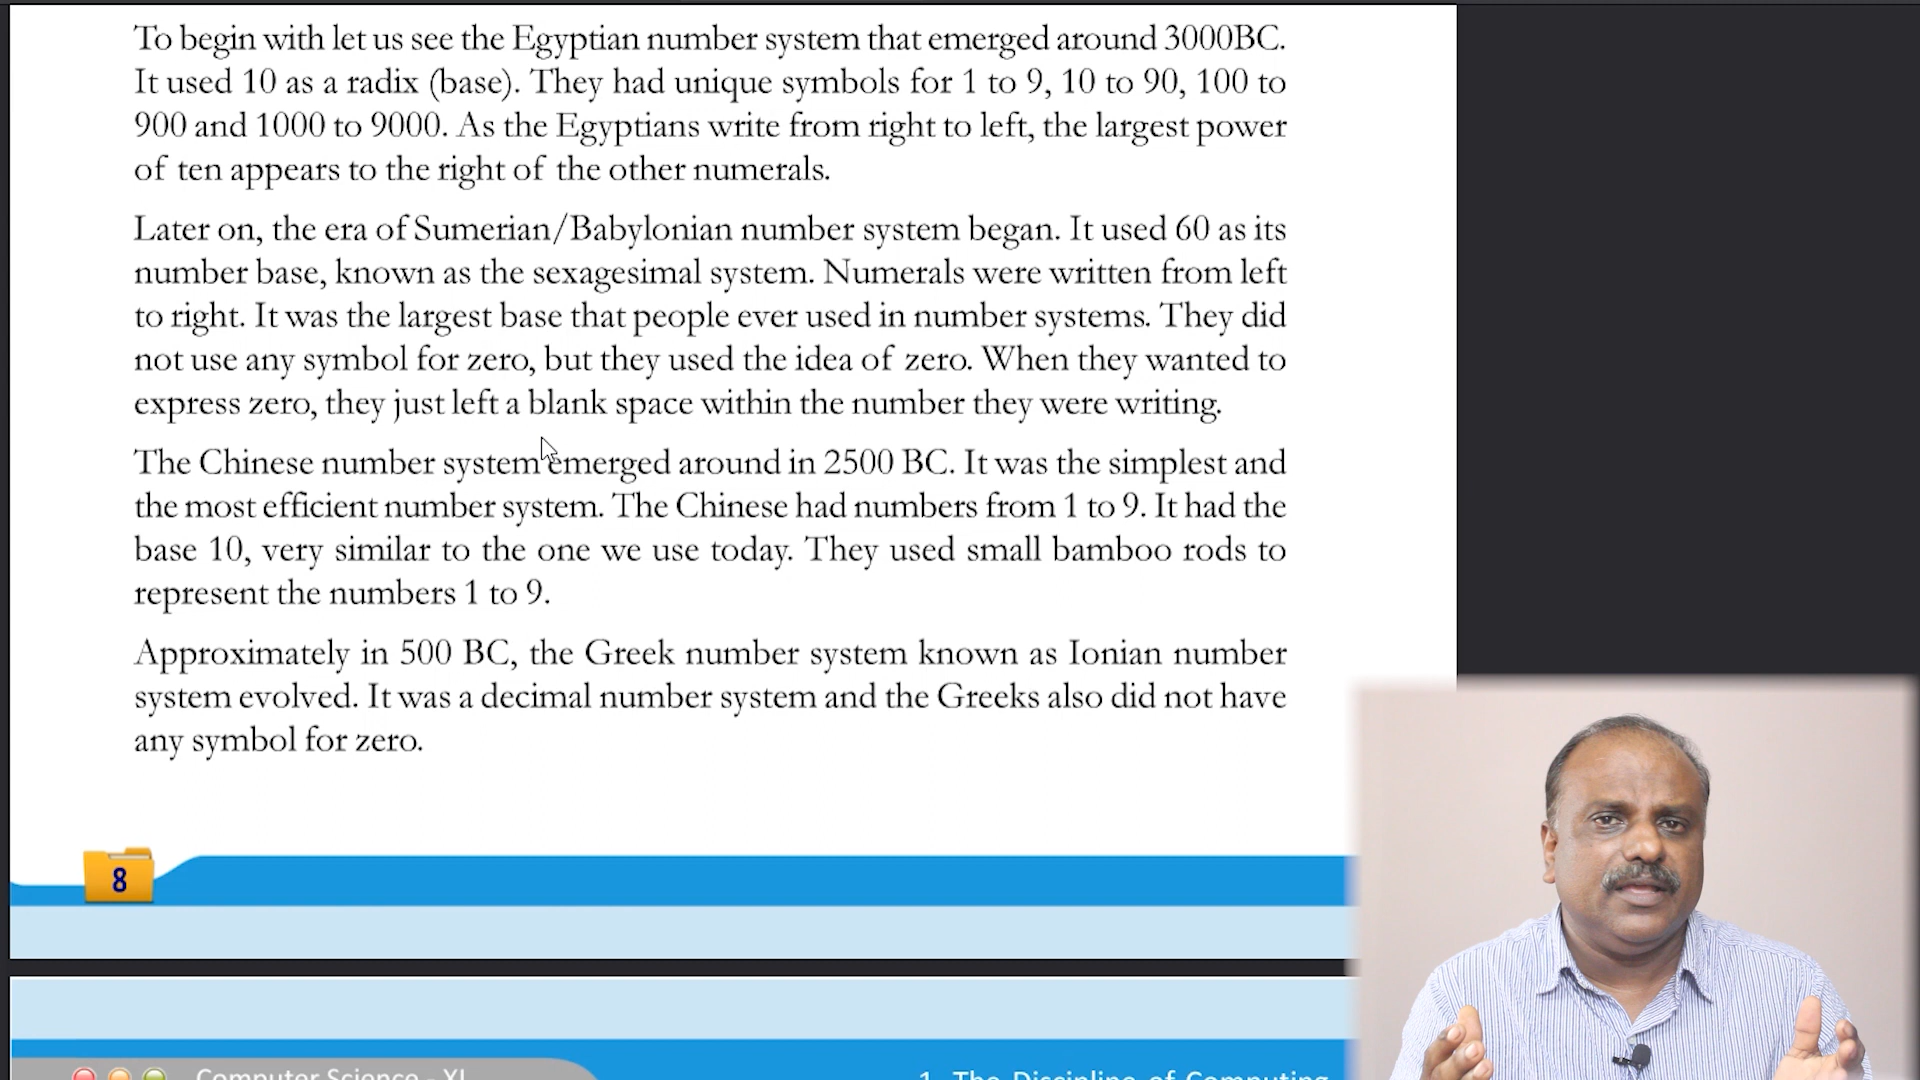 To begin with let us see the Egyptian number system that emerged around 3000BC.
It used 10 as a radix (base). They had unique symbols for 1 to 9, 10 to 90, 100 to
900 and 1000 to 9000. As the Egyptians write from right to left, the largest power
of ten appears to the right of the other numerals.
Later on, the era of Sumerian/Babylonian number system began. It used 60 as its
number base, known as the sexagesimal system. Numerals were written from left
to right. It was the largest base that people ever used in number systems. They did
not use any symbol for zero, but they used the idea of zero. When they wanted to
express zero, they just left a blank space within the number they were writing.
The Chinese number system emerged around in 2500 BC. It was the simplest and
the most efficient number system. The Chinese had numbers from 1 to 9. It had the
base 10, very similar to the one we use today. They used small bamboo rods to
represent the numbers 1 to 9.
Approximately in 500 BC, the Greek number system known as Ionian number
system evolved. It was a decimal number system and the Greeks also did not have
any symbol for zero.
8
Computer Science - XI
1. The Discipline of Computing